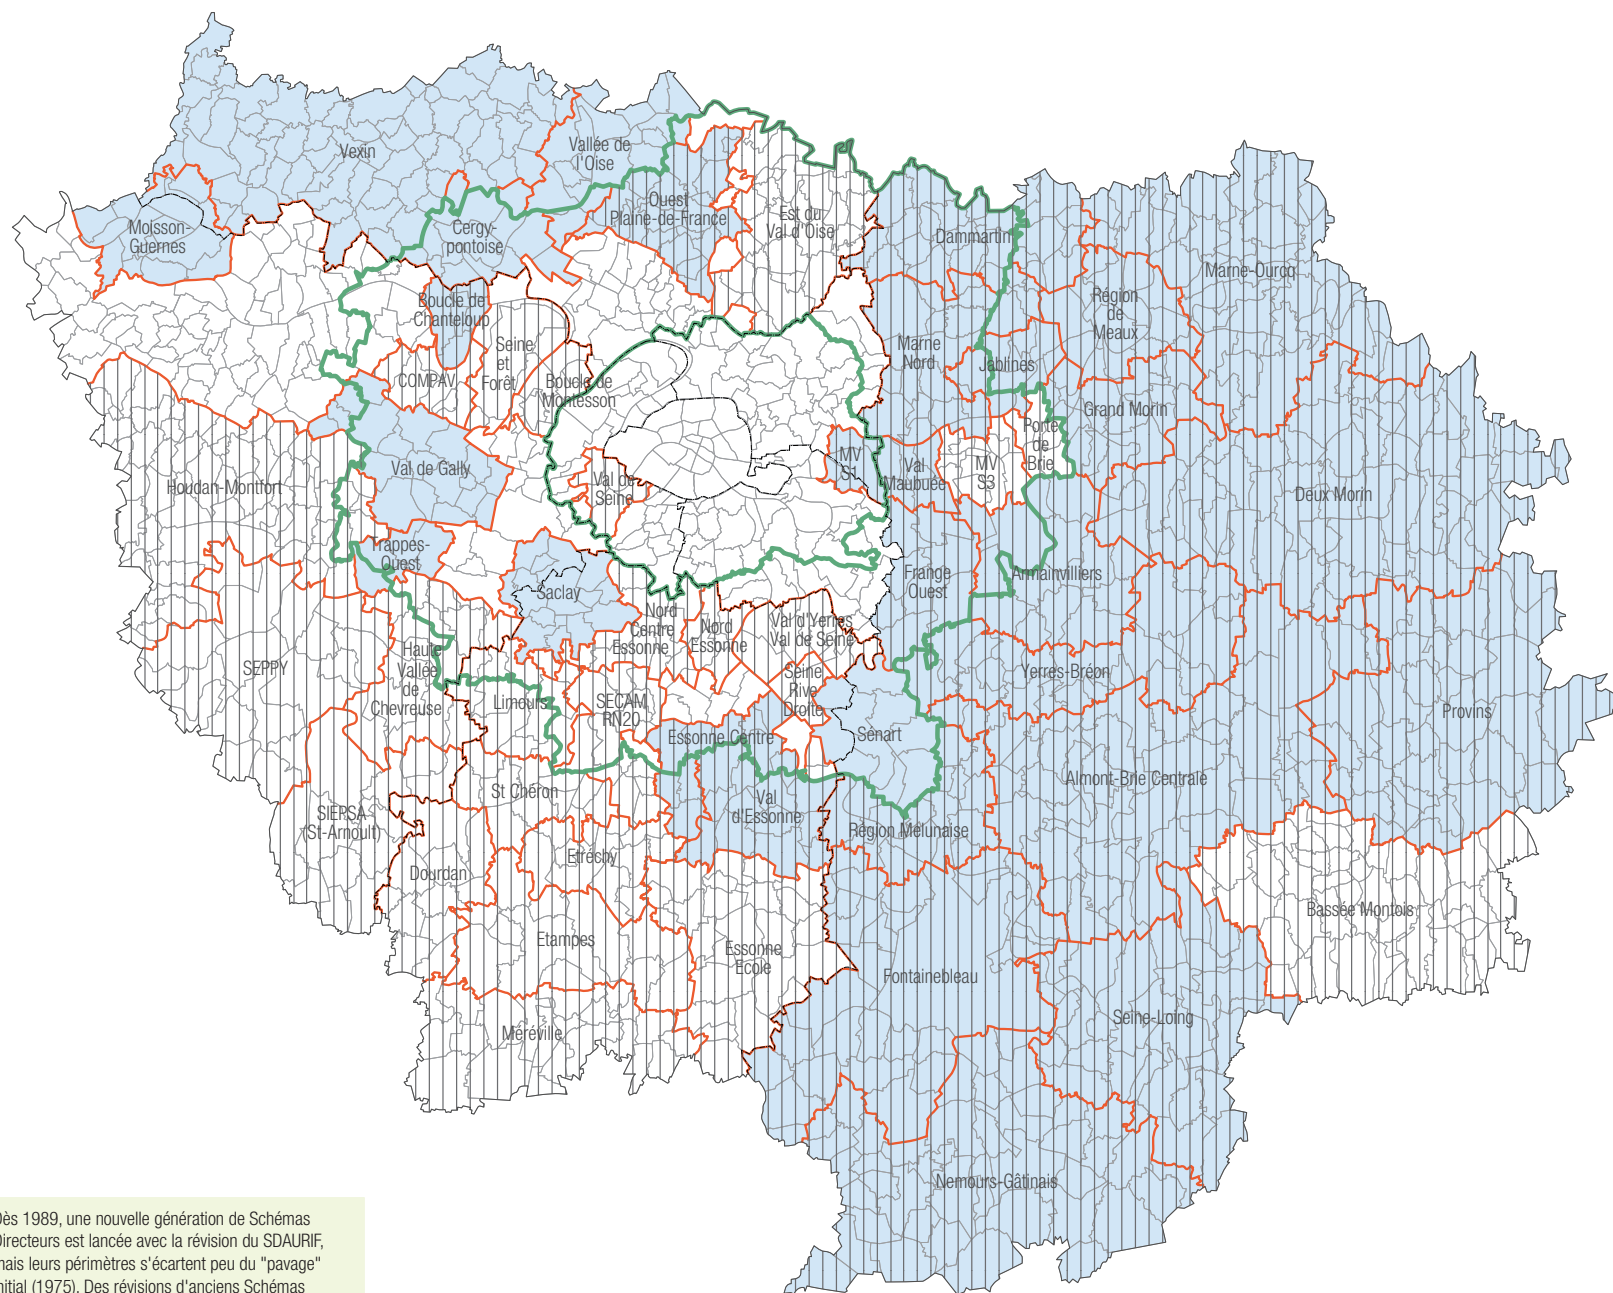 Vexin
Vallée de
l'Oise
Moisson-
Guernes
Cergy-
pontoise
Ouest
Plaine-de-France
Est du
Val d'Oise
Dammartin
Marne-Ourcq
Boucle de
Chanteloup
Seine
et
Forêt
Région
de
Meaux
Marne
Nord
Jablines
COMPAV
Boucle de
Montesson
Grand Morin
Porte
de
Brie
Val de Gally
MV
S1
Val
Maubuée
MV
S3
Houdan-Montfort
Val de
Seine
Deux Morin
Trappes-
Ouest
Saclay
Frange
Ouest
Armainvilliers
Nord
Centre
Essonne
Nord
Essonne
Val d'Yerres
Val de Seine
SEPPY
Haute
Vallée
de
Chevreuse
Seine
Rive
Droite
Yerres-Bréon
Limours
SECAM
RN20
Provins
Essonne Centre
Sénart
Almont-Brie Centrale
St Chéron
Val
d'Essonne
SIEPSA
(St-Arnoult)
Région Melunaise
Etréchy
Dourdan
Bassée Montois
Etampes
Essonne
Ecole
Fontainebleau
Seine-Loing
Méréville
Nemours-Gâtinais
Dès 1989, une nouvelle génération de Schémas
Directeurs est lancée avec la révision du SDAURIF,
mais leurs périmètres s'écartent peu du "pavage"
initial (1975). Des révisions d'anciens Schémas